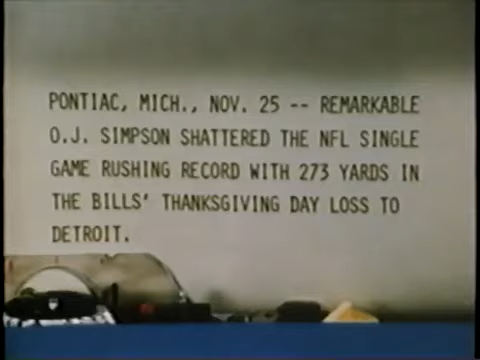 PONTIAC, MICH., NOV. 25 -- REMARKABLE
O.J. SIMPSON SHATTERED THE NFL SINGLE
GAME RUSHING RECORD WITH 273 YARDS IN
THE BILLS' THANKSGIVING DAY LOSS TO
DETROIT.